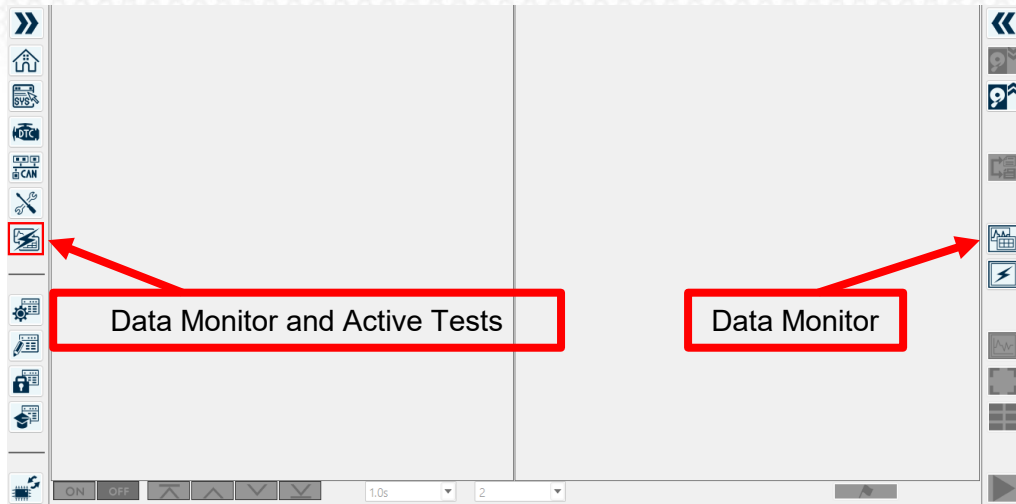 SYS
DTC
CAN
Data Monitor and Active Tests
Data Monitor
ON OFF 1.0s 2